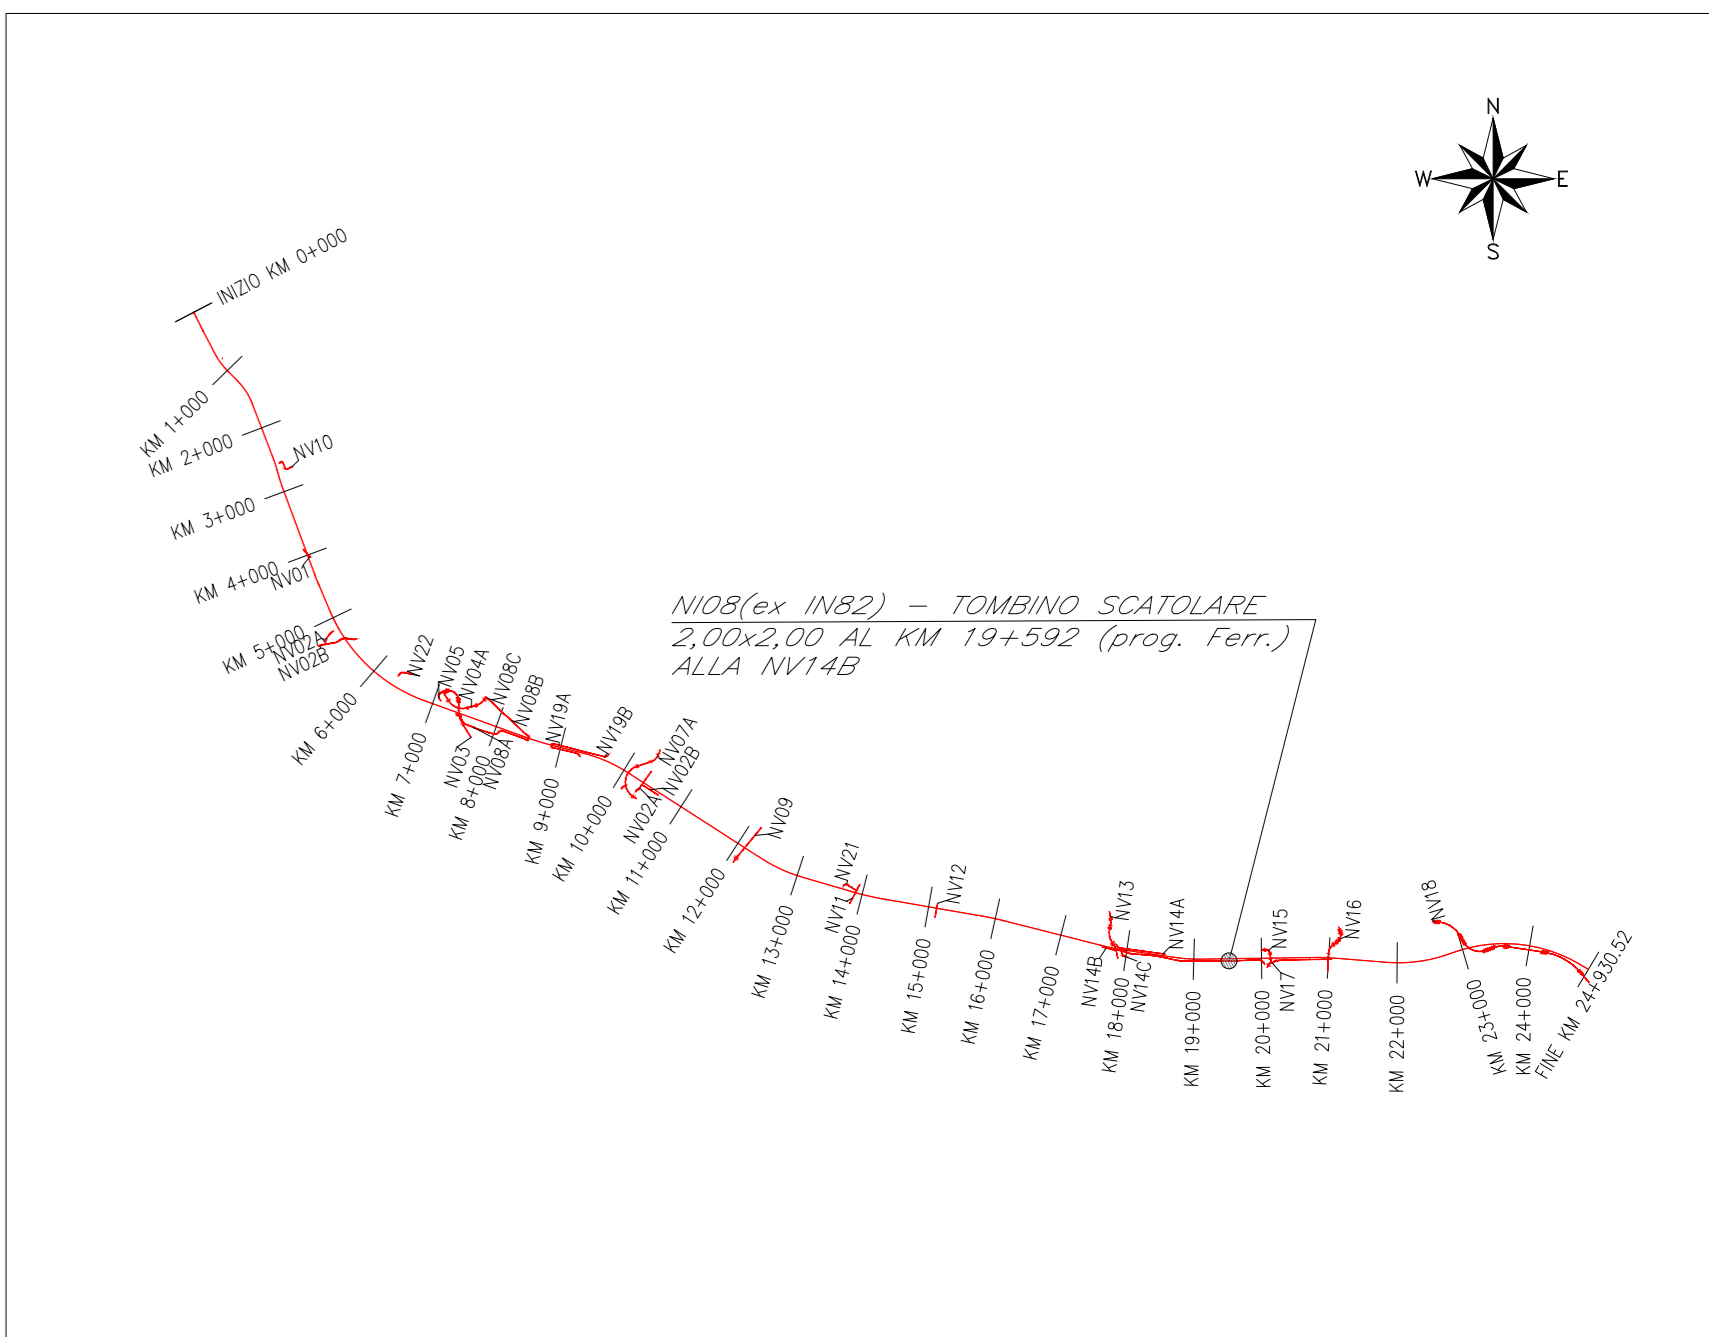 N
W
E
S
INIZIO KM 0+000
KM 1+000
KM 2+000
NV10
KM 3+000
KM 4+000
NV01
KM 5+000
NV02A
NV02B
KM 6+000
NI08(ex IN82) – TOMBINO SCATOLARE
2,00x2,00 AL KM 19+592 (prog. Ferr.)
ALLA NV14B
NV22
NV05
NV04A
NV08C
NV08B
KM 7+000
NV03
KM 8+000
NV08A
NV19A
NV19B
KM 9+000
NV07A
NV02B
NV02A
KM 10+000
KM 11+000
NV09
KM 12+000
KM 13+000
NV21
NV11
KM 14+000
NV12
KM 15+000
KM 16+000
KM 17+000
NV13
NV14A
NV14B
KM 18+000
NV14C
KM 19+000
NV15
NV17
KM 20+000
NV16
KM 21+000
KM 22+000
NV18
KM 23+000
KM 24+000
FINE KM 24+930.52